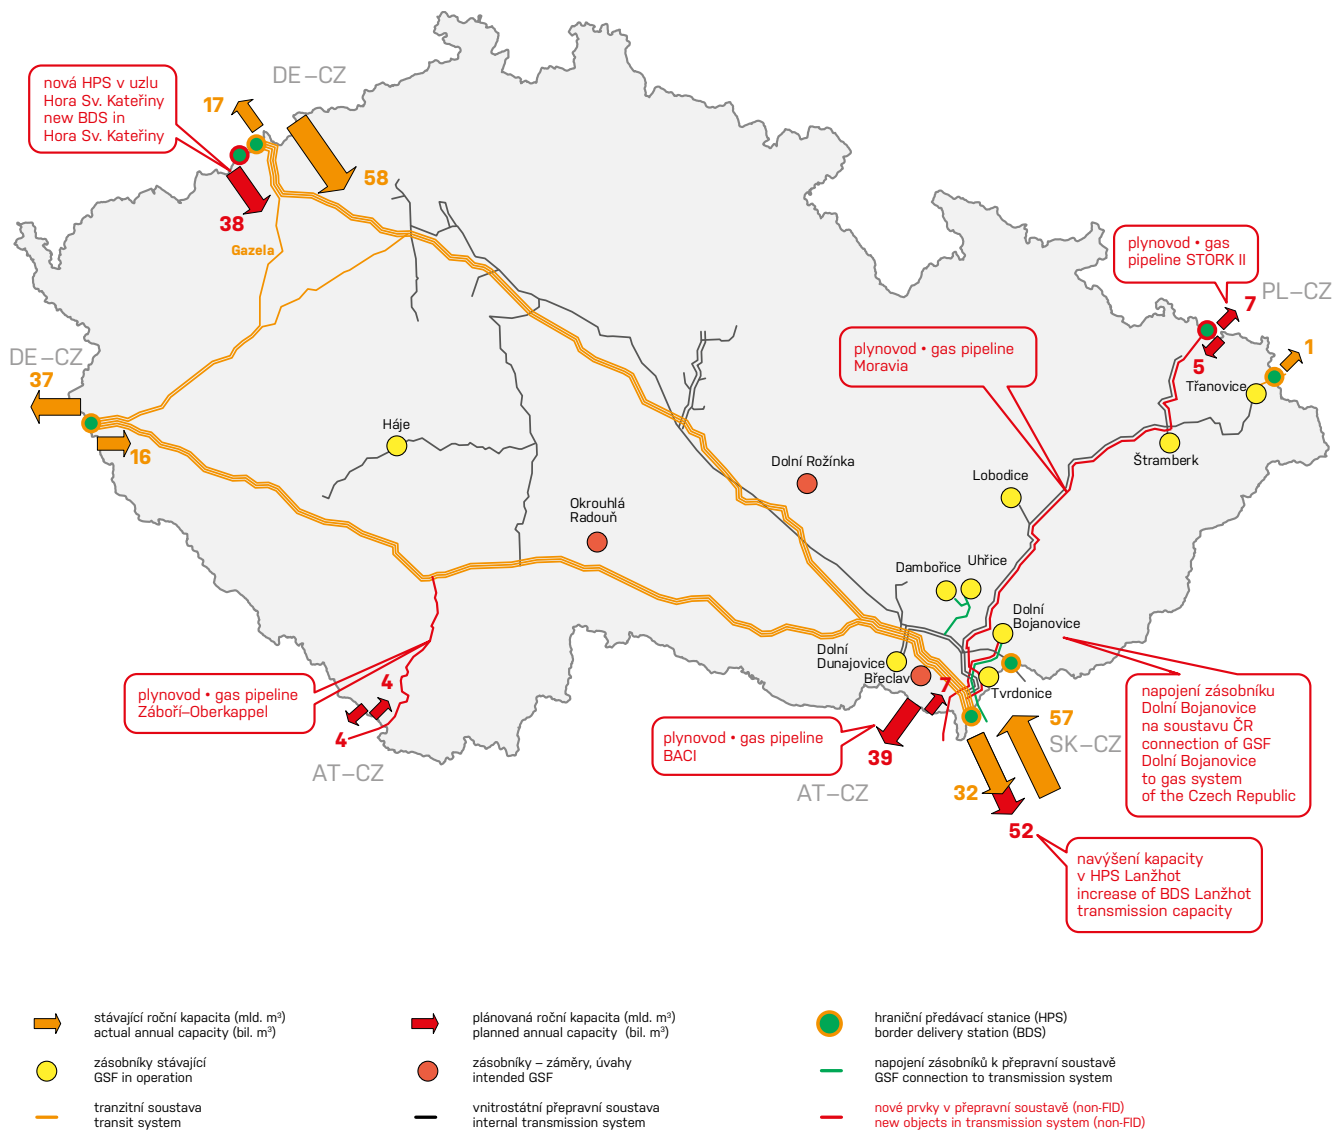 DE–CZ
nová HPS v uzlu
Hora Sv. Kateřiny
new BDS in
Hora Sv. Kateřiny
17
58
38
Gazela
plynovod • gas
pipeline STORK II
7
PL–CZ
5
1
Třanovice
plynovod • gas pipeline
Moravia
DE–CZ
37
16
Háje
Štramberk
Dolní Rožínka
Lobodice
Okrouhlá
Radouň
Dambořice
Uhřice
Dolní
Bojanovice
Dolní
Dunajovice
Břeclav
Tvrdonice
plynovod • gas pipeline
Záboří–Oberkappel
4
4
AT–CZ
plynovod • gas pipeline
BACI
7
39
AT–CZ
57
SK–CZ
32
52
napojení zásobníku
Dolní Bojanovice
na soustavu ČR
connection of GSF
Dolní Bojanovice
to gas system
of the Czech Republic
navýšení kapacity
v HPS Lanžhot
increase of BDS Lanžhot
transmission capacity
stávající roční kapacita (mld. m³)
actual annual capacity (bil. m³)
plánovaná roční kapacita (mld. m³)
planned annual capacity (bil. m³)
hraniční předávací stanice (HPS)
border delivery station (BDS)
zásobníky stávající
GSF in operation
zásobníky – záměry, úvahy
intended GSF
napojení zásobníků k přepravní soustavě
GSF connection to transmission system
tranzitní soustava
transit system
vnitrostátní přepravní soustava
internal transmission system
nové prvky v přepravní soustavě (non-FID)
new objects in transmission system (non-FID)